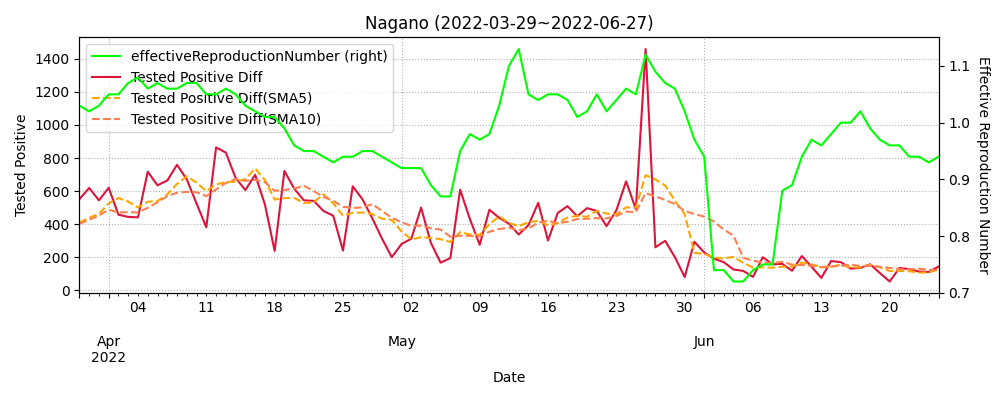 Nagano (2022-03-29~2022-06-27)
effectiveReproductionNumber (right)
Tested Positive Diff
Tested Positive Diff(SMA5)
Tested Positive Diff(SMA10)
Tested Positive
1400
1200
1000
800
600
400
200
0
Effective Reproduction Number
1.1
1.0
0.9
0.8
0.7
04 11 18 25 02 09 16 23 30 06 13 20
Apr May Jun
2022
Date